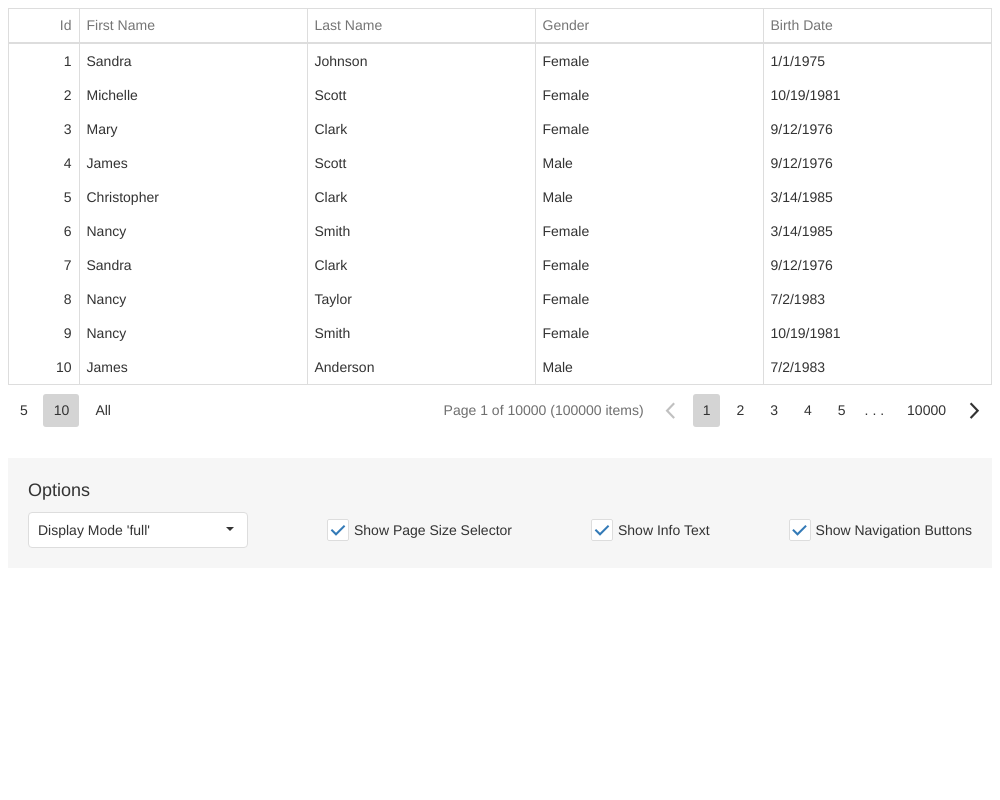 Id First Name Last Name Gender Birth Date
1 Sandra Johnson Female 1/1/1975
2 Michelle Scott Female 10/19/1981
3 Mary Clark Female 9/12/1976
4 James Scott Male 9/12/1976
5 Christopher Clark Male 3/14/1985
6 Nancy Smith Female 3/14/1985
7 Sandra Clark Female 9/12/1976
8 Nancy Taylor Female 7/2/1983
9 Nancy Smith Female 10/19/1981
10 James Anderson Male 7/2/1983
5 10 All Page 1 of 10000 (100000 items) 1 2 3 4 5 . . . 10000
Options
Display Mode 'full' Show Page Size Selector Show Info Text Show Navigation Buttons